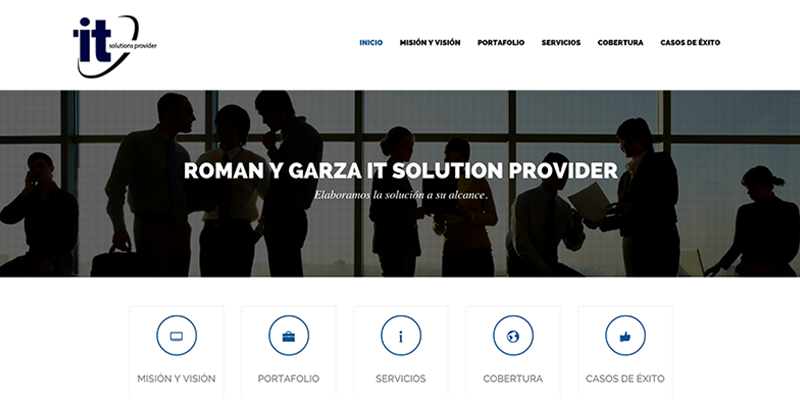 it
solutions provider
INICIO MISIÓN Y VISIÓN PORTAFOLIO SERVICIOS COBERTURA CASOS DE ÉXITO
ROMAN Y GARZA IT SOLUTION PROVIDER
Elaboramos la solución a su alcance.
MISIÓN Y VISIÓN PORTAFOLIO SERVICIOS COBERTURA CASOS DE ÉXITO